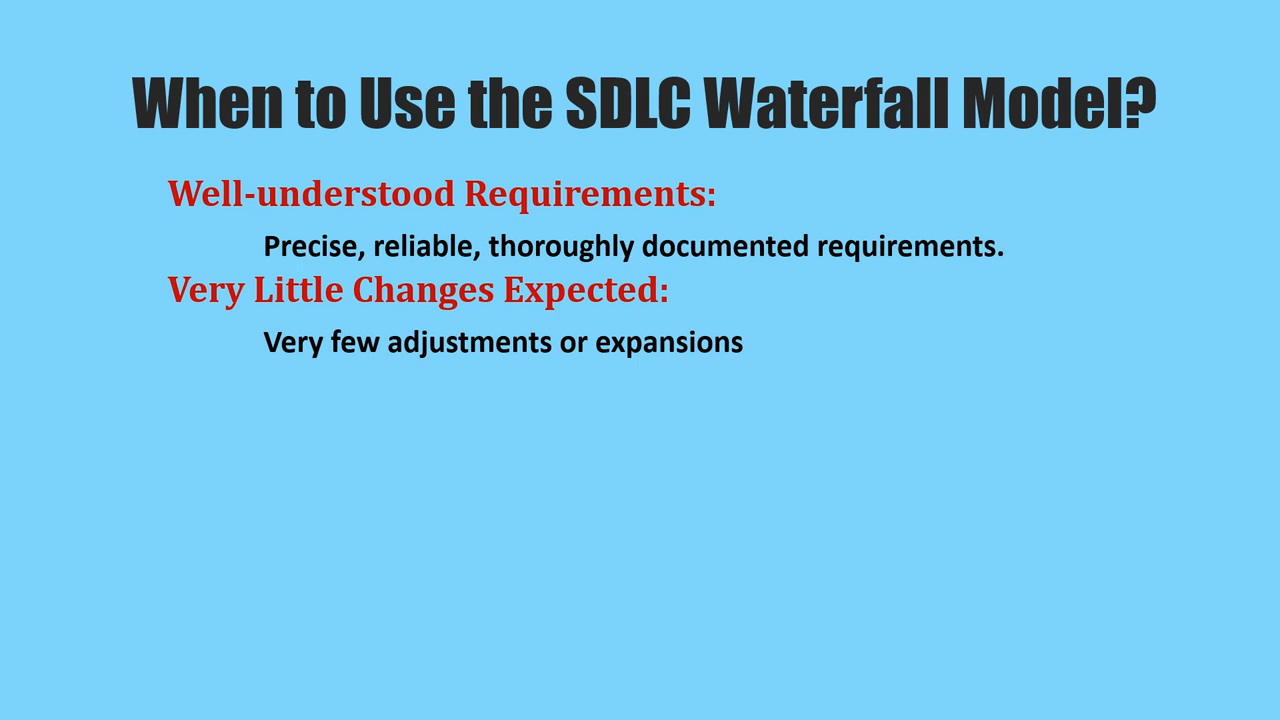 When to Use the SDLC Waterfall Model?
Well-understood Requirements:
Precise, reliable, thoroughly documented requirements.
Very Little Changes Expected:
Very few adjustments or expansions